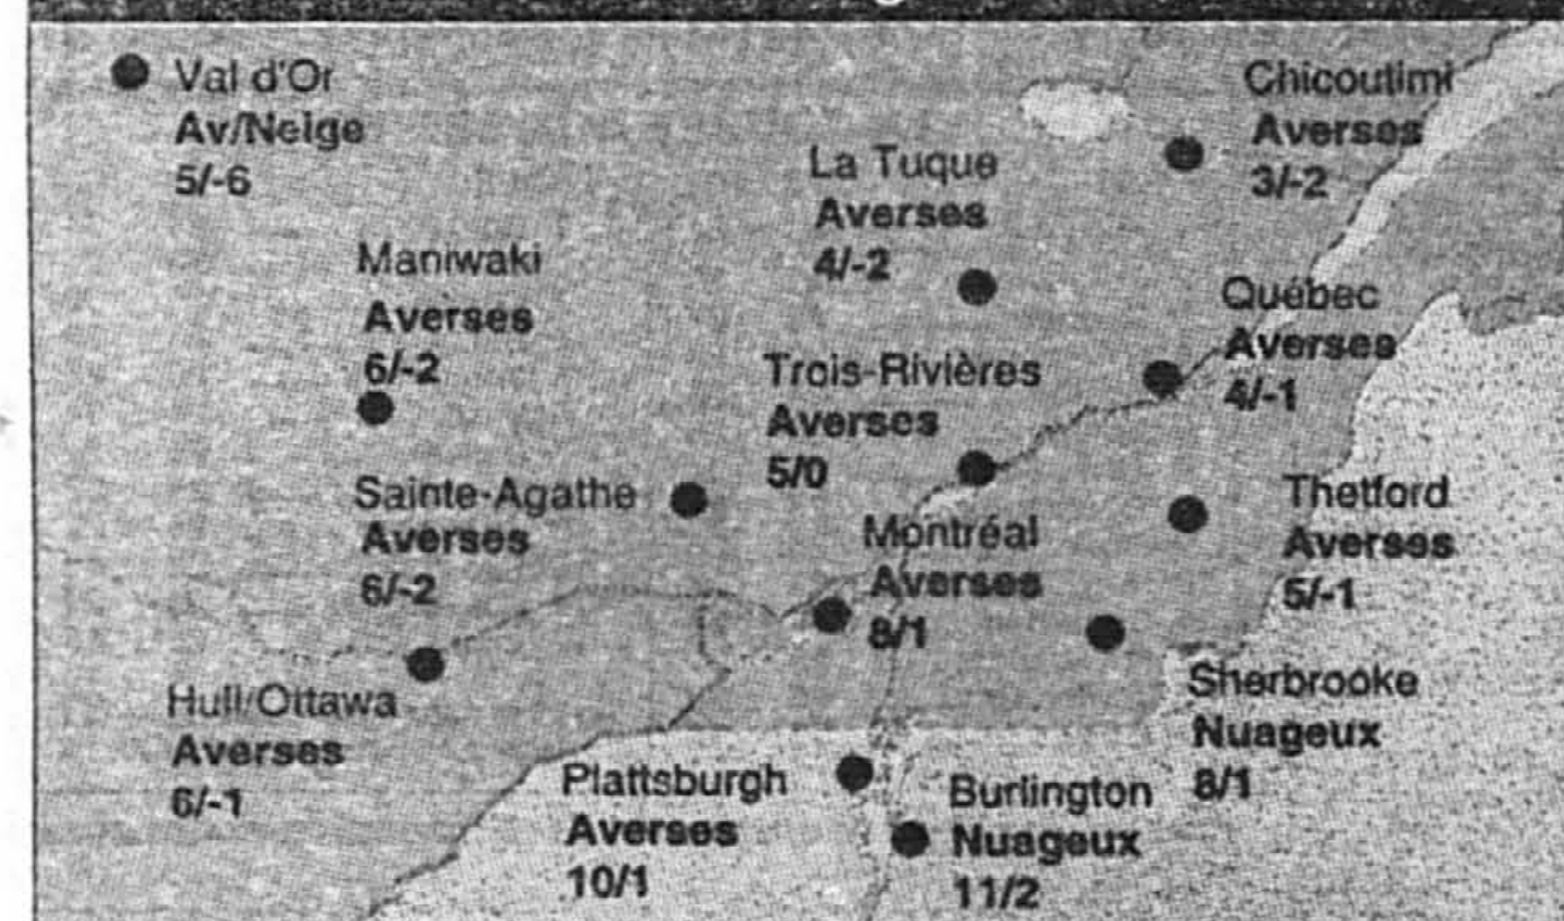 Val d'Or
Av/Neige
5/-6
Chicoutimi
Averses
3/-2
La Tuque
Averses
4/-2
Maniwaki
Averses
6/-2
Québec
Averses
4/-1
Trois-Rivières
Averses
5/0
Sainte-Agathe
Averses
6/-2
Thetford
Averses
5/-1
Montréal
Averses
8/1
Hull/Ottawa
Averses
6/-1
Sherbrooke
Nuageux
8/1
Plattsburgh
Averses
10/1
Burlington
Nuageux
11/2